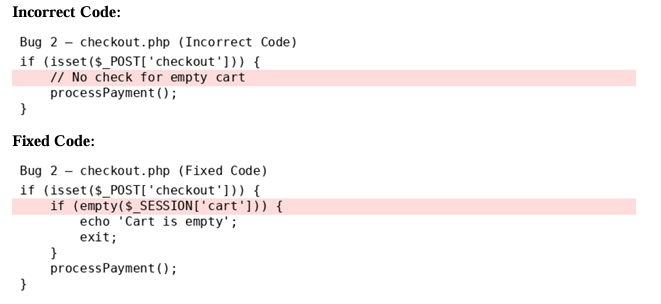 Incorrect Code:
Bug 2 — checkout.php (Incorrect Code)
if (isset($_POST['checkout'])) {
    // No check for empty cart
    processPayment();
}
Fixed Code:
Bug 2 — checkout.php (Fixed Code)
if (isset($_POST['checkout'])) {
    if (empty($_SESSION['cart'])) {
        echo 'Cart is empty';
        exit;
    }
    processPayment();
}